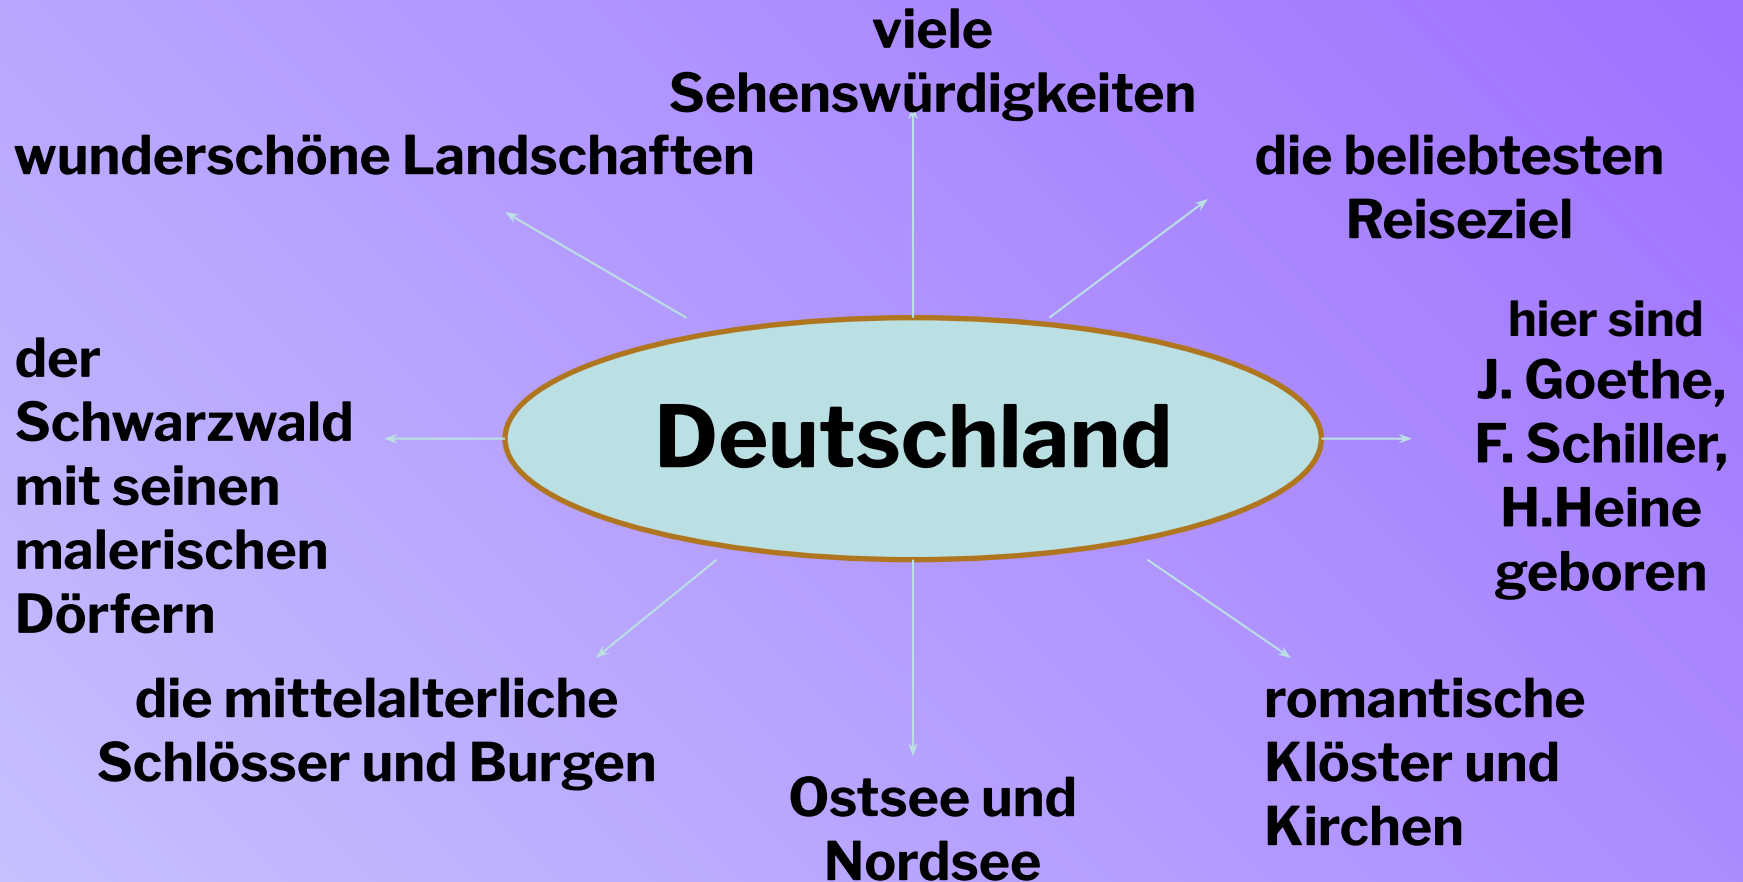 viele
Sehenswürdigkeiten
wunderschöne Landschaften
die beliebtesten
Reiseziel
hier sind
J. Goethe,
F. Schiller,
H.Heine
geboren
der
Schwarzwald
mit seinen
malerischen
Dörfern
Deutschland
die mittelalterliche
Schlösser und Burgen
Ostsee und
Nordsee
romantische
Klöster und
Kirchen